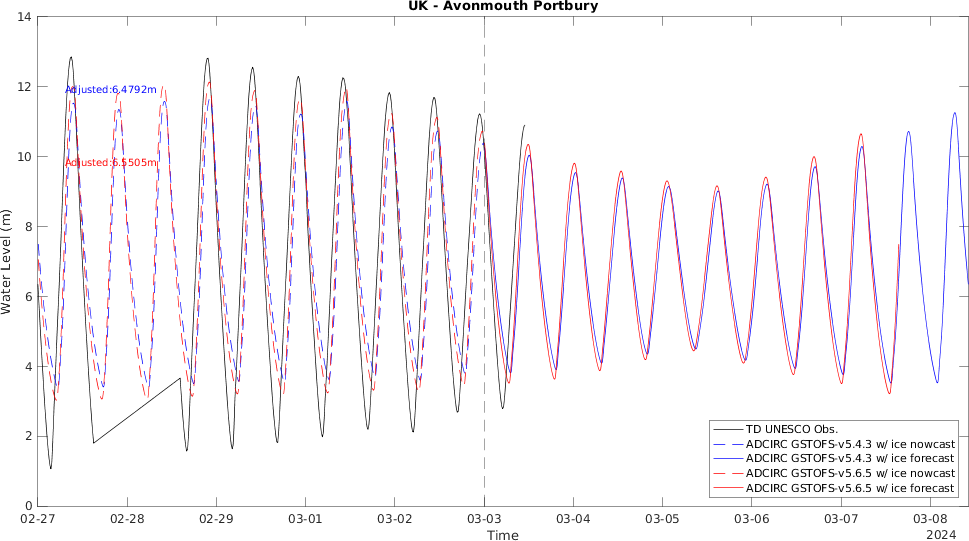 UK - Avonmouth Portbury
14
12
10
8
6
4
2
0
Water Level (m)
Adjusted:6.4792m
Adjusted:6.5505m
TD UNESCO Obs.
ADCIRC GSTOFS-v5.4.3 w/ ice nowcast
ADCIRC GSTOFS-v5.4.3 w/ ice forecast
ADCIRC GSTOFS-v5.6.5 w/ ice nowcast
ADCIRC GSTOFS-v5.6.5 w/ ice forecast
02-27 02-28 02-29 03-01 03-02 03-03 03-04 03-05 03-06 03-07 03-08
Time
2024